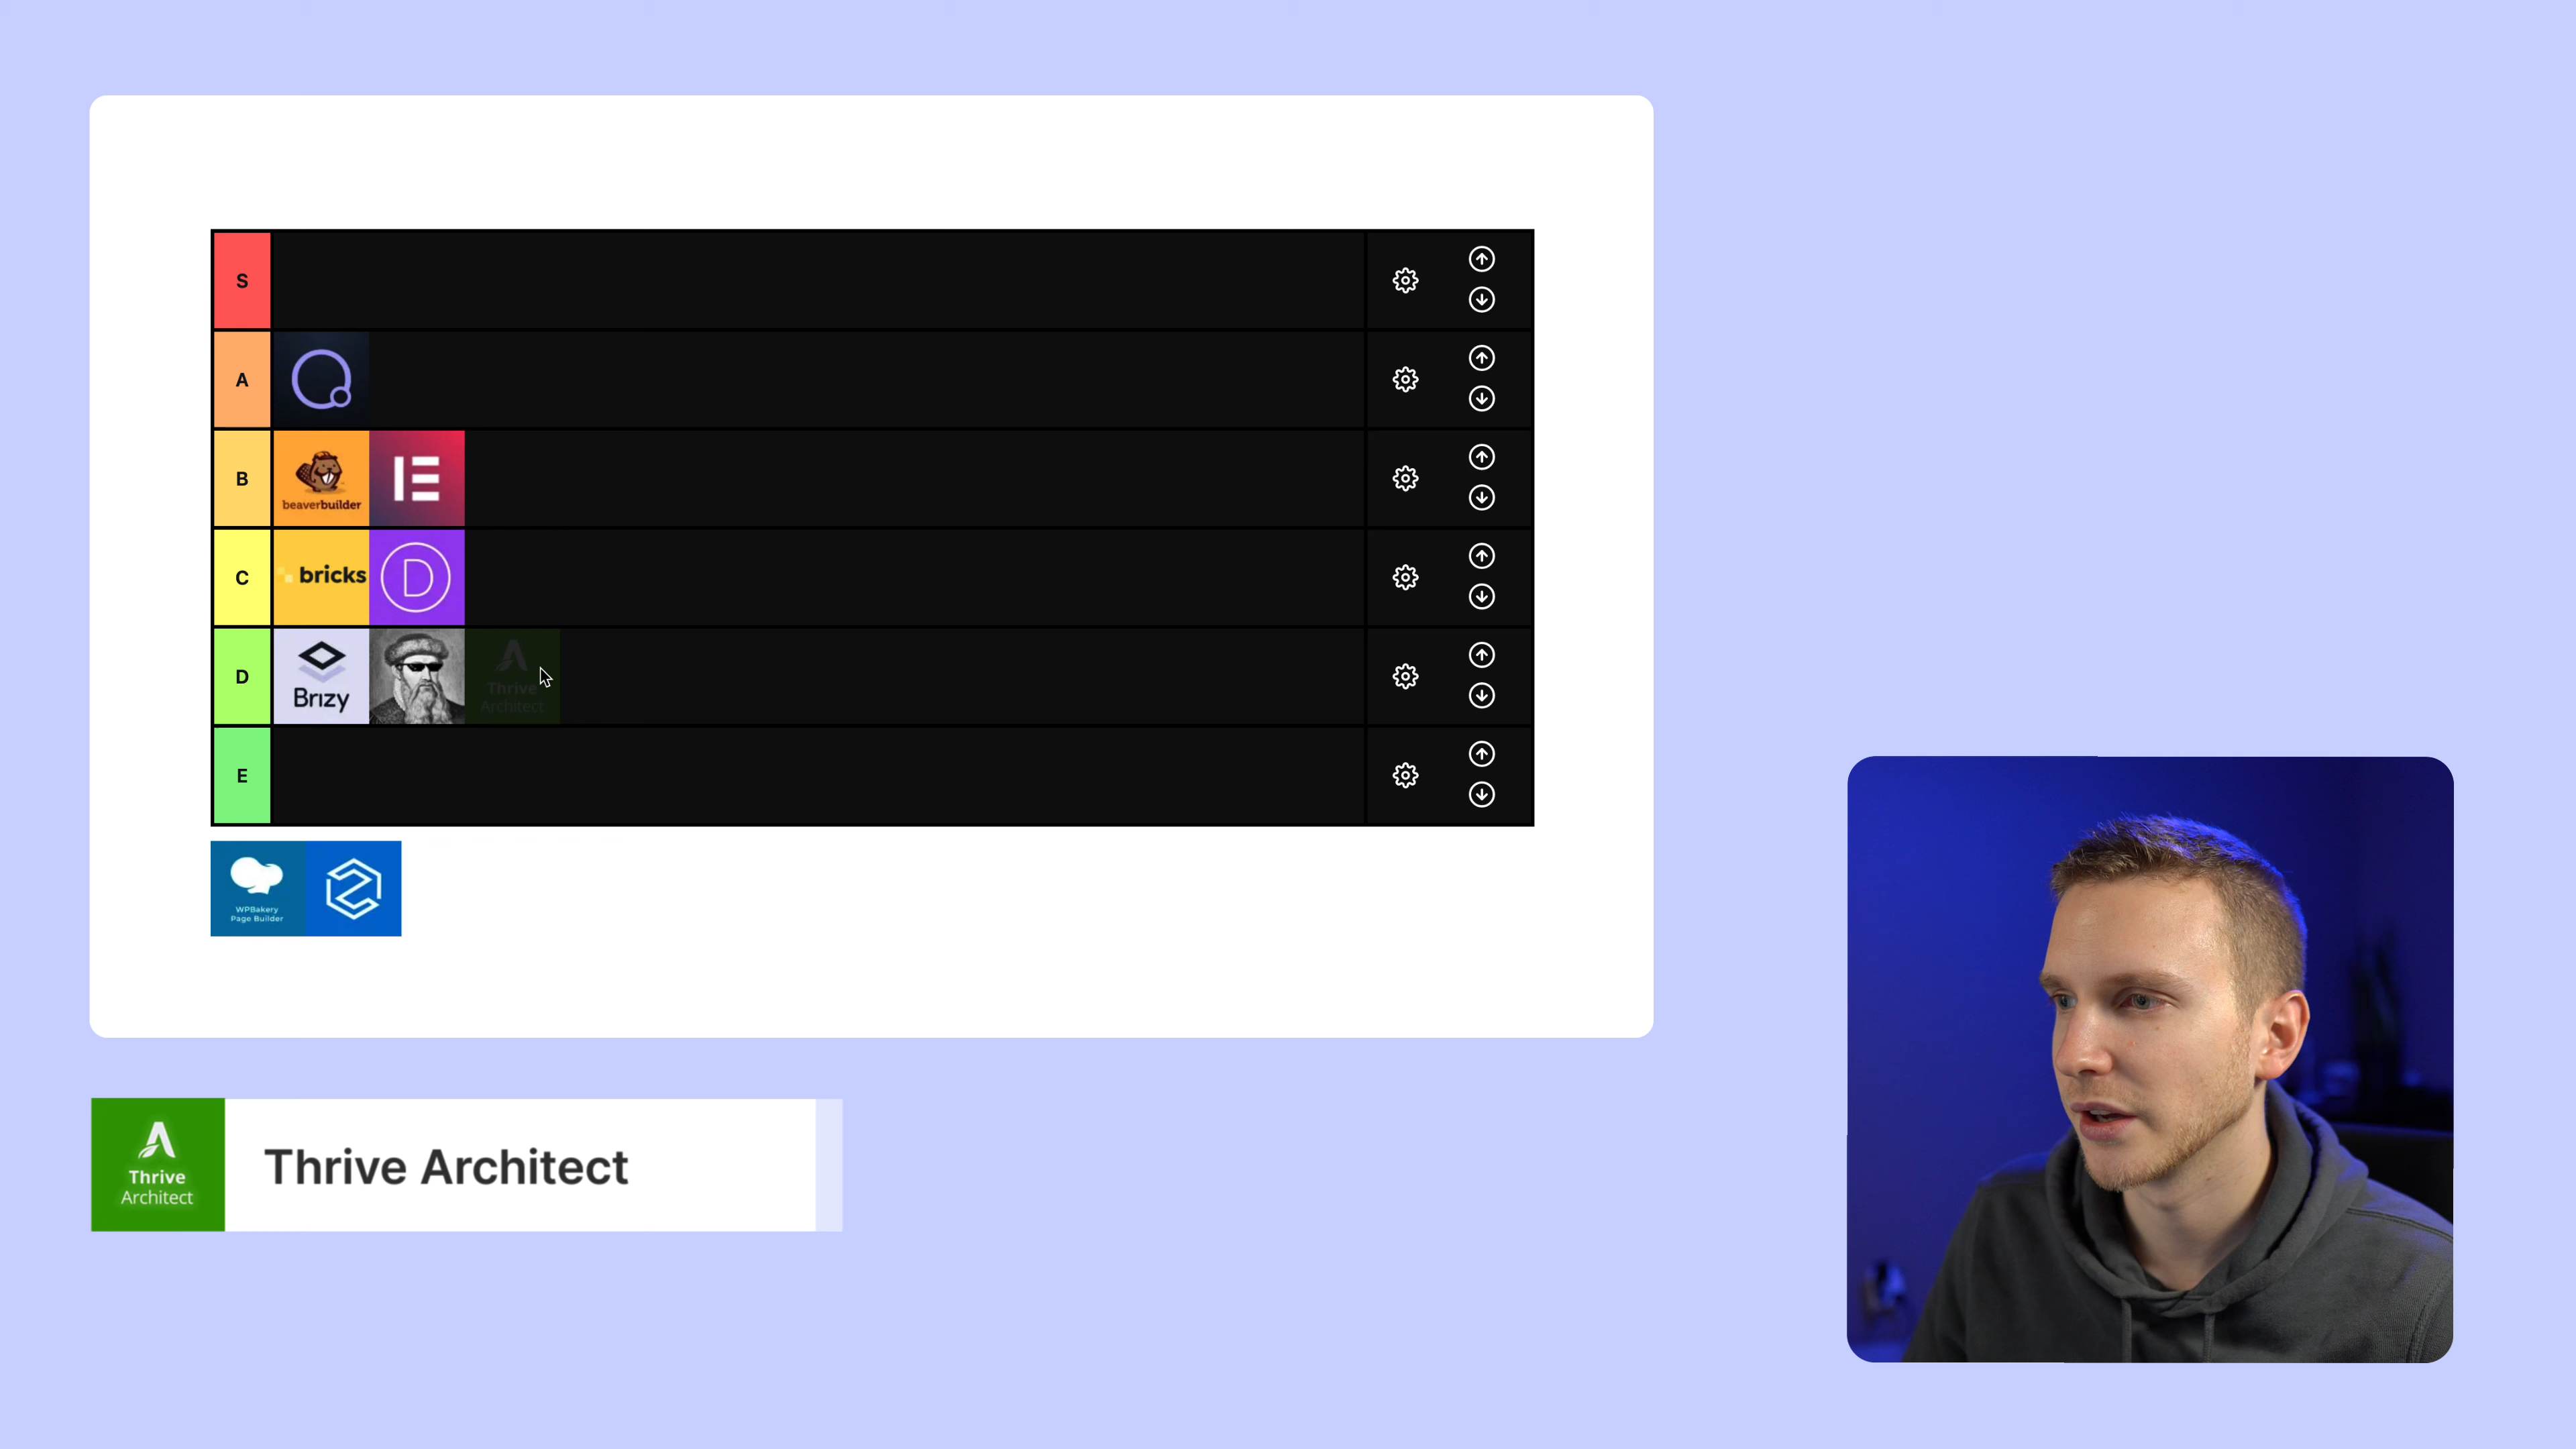 S
A
B
beaverbuilder
C
bricks
D
D
Brizy
Thrive
Architect
E
WPBakery
Page Builder
Thrive
Architect
Thrive Architect